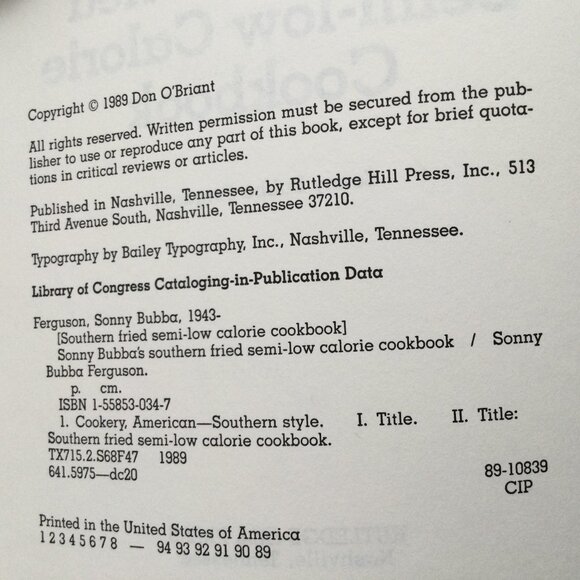 Copyright © 1989 Don O'Briant
All rights reserved. Written permission must be secured from the pub-
lisher to use or reproduce any part of this book, except for brief quota-
tions in critical reviews or articles.
Published in Nashville, Tennessee, by Rutledge Hill Press, Inc., 513
Third Avenue South, Nashville, Tennessee 37210.
Typography by Bailey Typography, Inc., Nashville, Tennessee.
Library of Congress Cataloging-in-Publication Data
Ferguson, Sonny Bubba, 1943-
[Southern fried semi-low calorie cookbook]
Sonny Bubba's southern fried semi-low calorie cookbook / Sonny
Bubba Ferguson.
p. cm.
ISBN 1-55853-034-7
1. Cookery, American—Southern style. I. Title. II. Title:
Southern fried semi-low calorie cookbook.
TX715.2.S68F47 1989
641.5975—dc20 89-10839
CIP
Printed in the United States of America
1 2 3 4 5 6 7 8 — 94 93 92 91 90 89